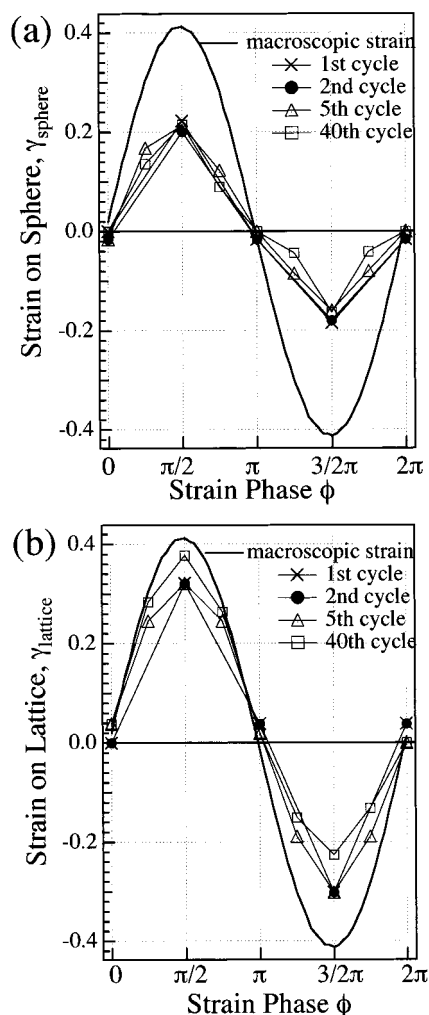 (a)
0.4
0.2
0.0
-0.2
-0.4
Strain on Sphere, γsphere
macroscopic strain
1st cycle
2nd cycle
5th cycle
40th cycle
0 π/2 π 3/2π 2π
Strain Phase ϕ
(b)
0.4
0.2
0.0
-0.2
-0.4
Strain on Lattice, γlattice
macroscopic strain
1st cycle
2nd cycle
5th cycle
40th cycle
0 π/2 π 3/2π 2π
Strain Phase ϕ